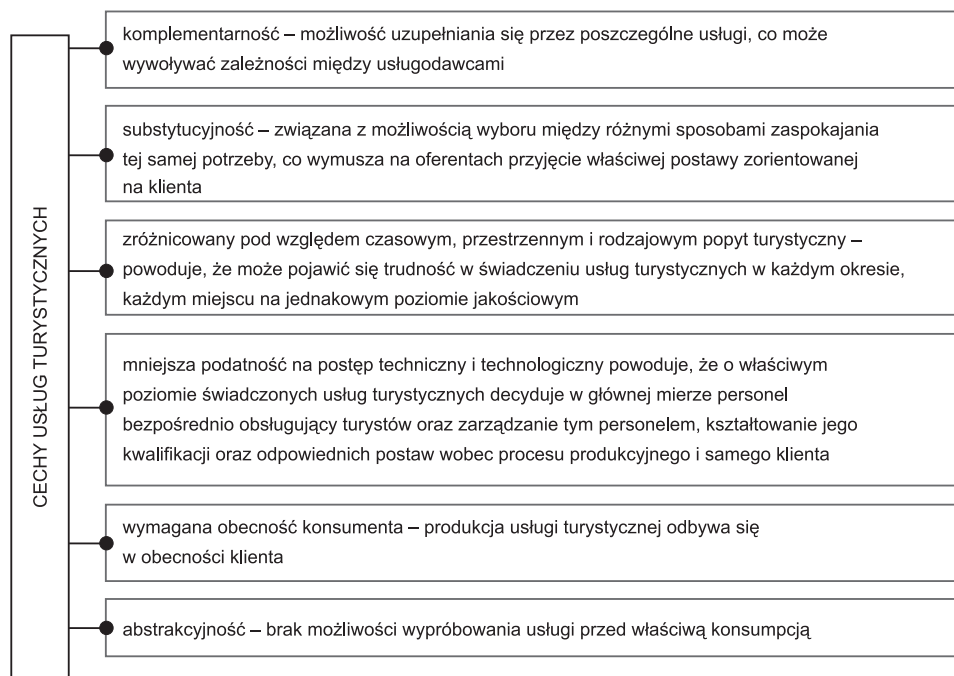 CECHY USŁUG TURYSTYCZNYCH
komplementarność – możliwość uzupełniania się przez poszczególne usługi, co może
wywoływać zależności między usługodawcami
substytucyjność – związana z możliwością wyboru między różnymi sposobami zaspokajania
tej samej potrzeby, co wymusza na oferentach przyjęcie właściwej postawy zorientowanej
na klienta
zróżnicowany pod względem czasowym, przestrzennym i rodzajowym popyt turystyczny –
powoduje, że może pojawić się trudność w świadczeniu usług turystycznych w każdym okresie,
każdym miejscu na jednakowym poziomie jakościowym
mniejsza podatność na postęp techniczny i technologiczny powoduje, że o właściwym
poziomie świadczonych usług turystycznych decyduje w głównej mierze personel
bezpośrednio obsługujący turystów oraz zarządzanie tym personelem, kształtowanie jego
kwalifikacji oraz odpowiednich postaw wobec procesu produkcyjnego i samego klienta
wymagana obecność konsumenta – produkcja usługi turystycznej odbywa się
w obecności klienta
abstrakcyjność – brak możliwości wypróbowania usługi przed właściwą konsumpcją